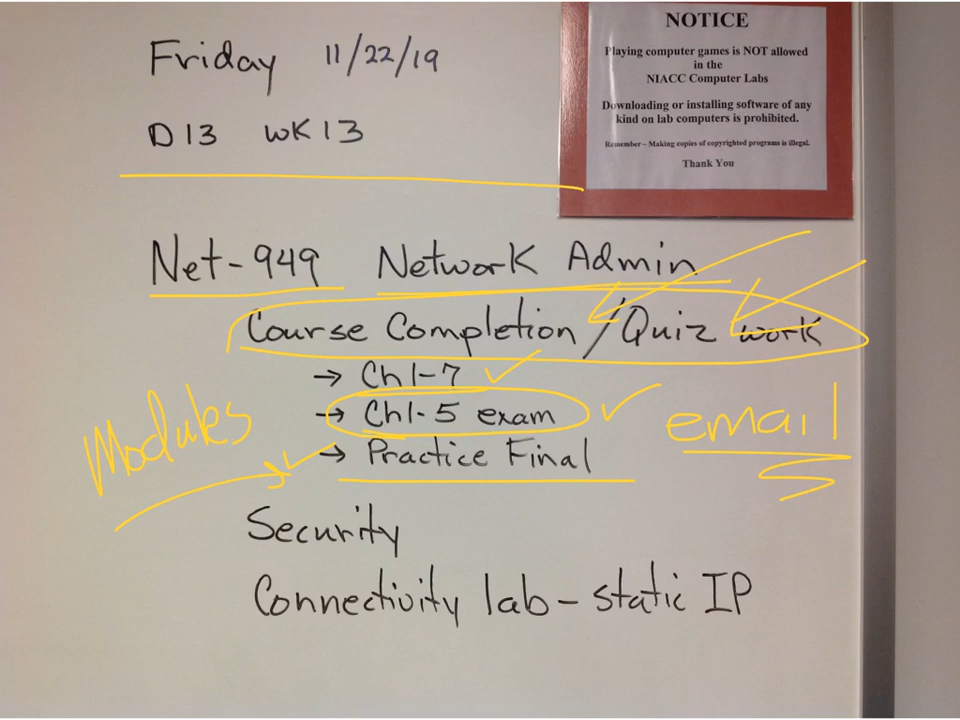 Friday 11/22/19
D13 WK13
NOTICE
Playing computer games is NOT allowed
in the
NIACC Computer Labs
Downloading or installing software of any
kind on lab computers is prohibited.
Remember – Making copies of copyrighted programs is illegal.
Thank You
Net-949 Network Admin
Course Completion / Quiz work
→ Ch1-7 ✓
→ Ch1-5 exam ✓
→ Practice Final
Modules
email
Security
Connectivity lab – static IP